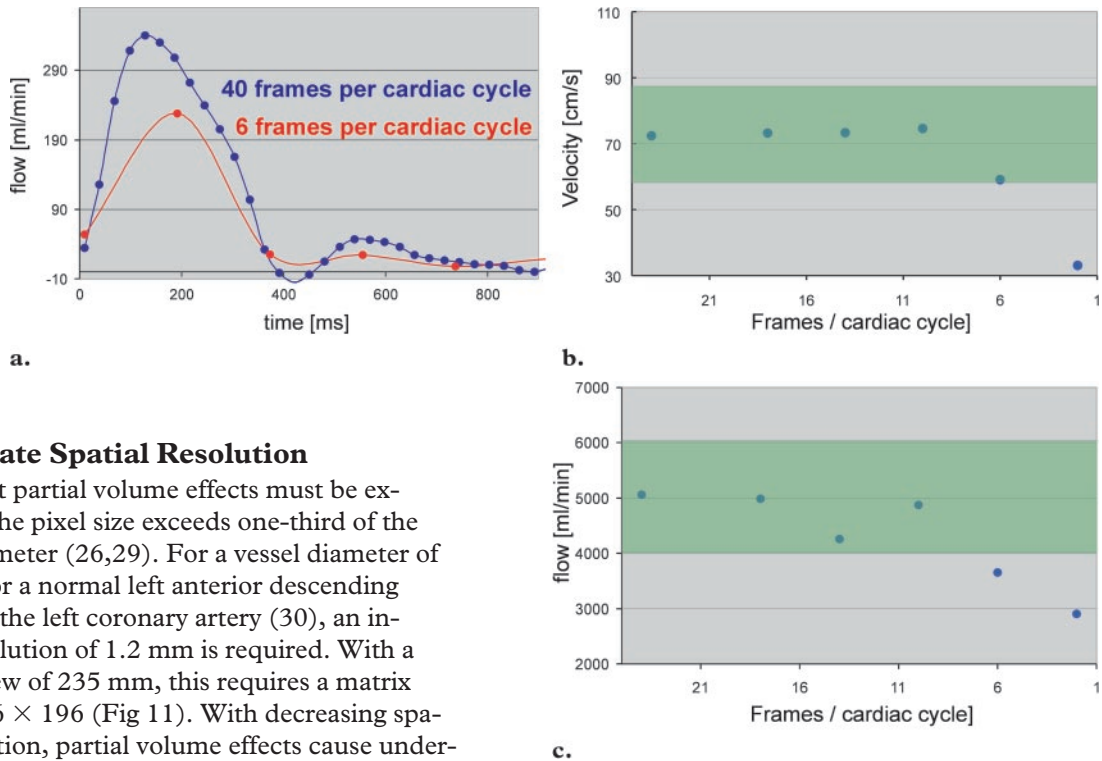 290
190
90
-10
flow [ml/min]
40 frames per cardiac cycle
6 frames per cardiac cycle
0
200
400
600
800
time [ms]
a.
110
90
70
50
30
Velocity [cm/s]
21
16
11
6
1
Frames / cardiac cycle]
b.
ate Spatial Resolution
t partial volume effects must be ex-
he pixel size exceeds one-third of the
meter (26,29). For a vessel diameter of
or a normal left anterior descending
the left coronary artery (30), an in-
olution of 1.2 mm is required. With a
ew of 235 mm, this requires a matrix
6 × 196 (Fig 11). With decreasing spa-
tion, partial volume effects cause under-
7000
6000
5000
4000
3000
2000
flow [ml/min]
21
16
11
6
1
Frames / cardiac cycle]
c.